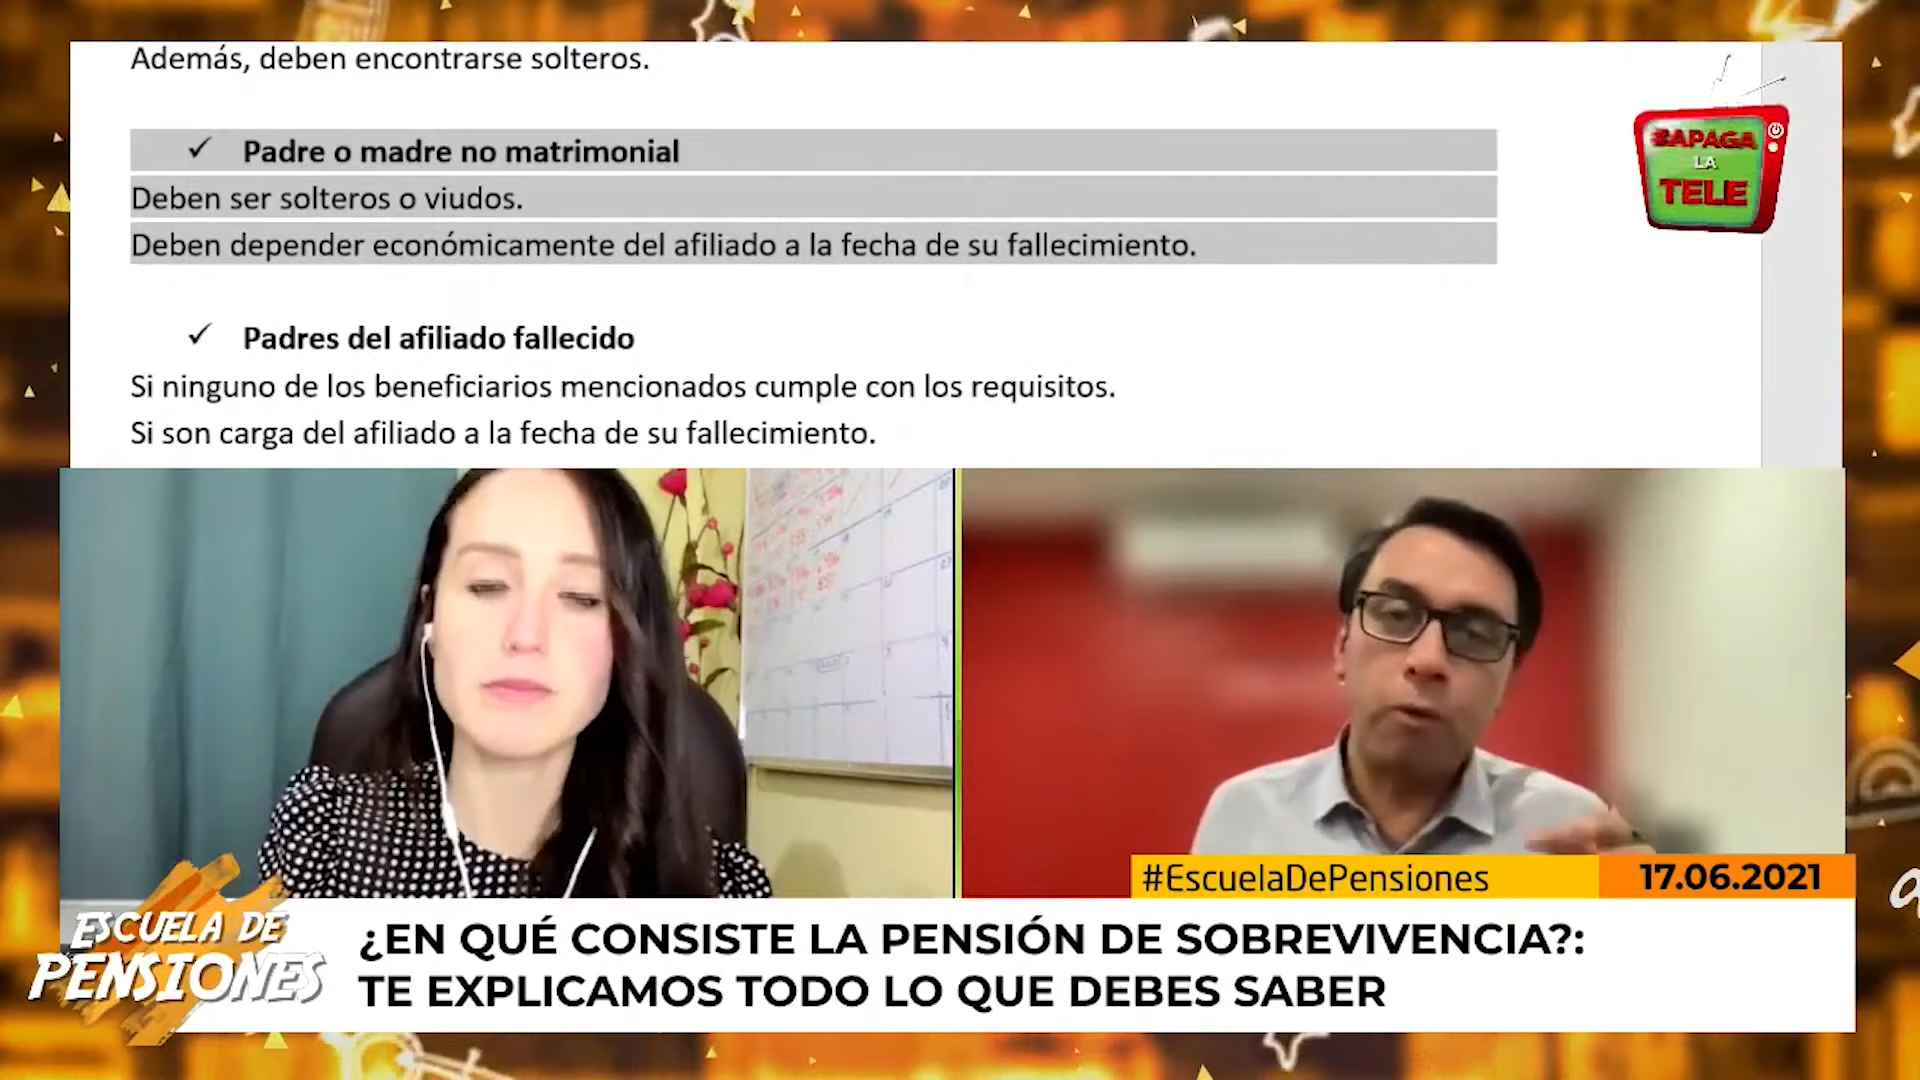 Además, deben encontrarse solteros.
✓ Padre o madre no matrimonial
Deben ser solteros o viudos.
Deben depender económicamente del afiliado a la fecha de su fallecimiento.
✓ Padres del afiliado fallecido
Si ninguno de los beneficiarios mencionados cumple con los requisitos.
Si son carga del afiliado a la fecha de su fallecimiento.
#APAGA
LA
TELE
#EscuelaDePensiones
17.06.2021
ESCUELA DE
PENSIONES
¿EN QUÉ CONSISTE LA PENSIÓN DE SOBREVIVENCIA?:
TE EXPLICAMOS TODO LO QUE DEBES SABER